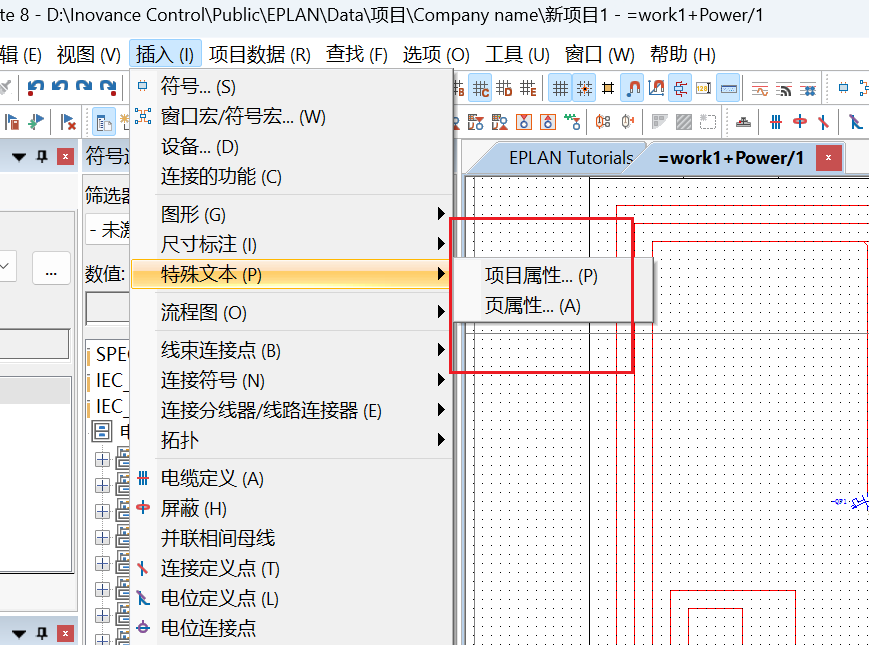 te 8 - D:\Inovance Control\Public\EPLAN\Data\项目\Company name\新项目1 - =work1+Power/1
辑 (E) 视图 (V) 插入 (I) 项目数据 (R) 查找 (F) 选项 (O) 工具 (U) 窗口 (W) 帮助 (H)
符号... (S)
窗口宏/符号宏... (W)
设备... (D)
连接的功能 (C)
图形 (G)
尺寸标注 (I)
特殊文本 (P)
流程图 (O)
线束连接点 (B)
连接符号 (N)
连接分线器/线路连接器 (E)
拓扑
电缆定义 (A)
屏蔽 (H)
并联相间母线
连接定义点 (T)
电位定义点 (L)
电位连接点
项目属性... (P)
页属性... (A)
EPLAN Tutorials
=work1+Power/1
筛选器
- 未
数值:
...
SPE
IEC_
IEC_